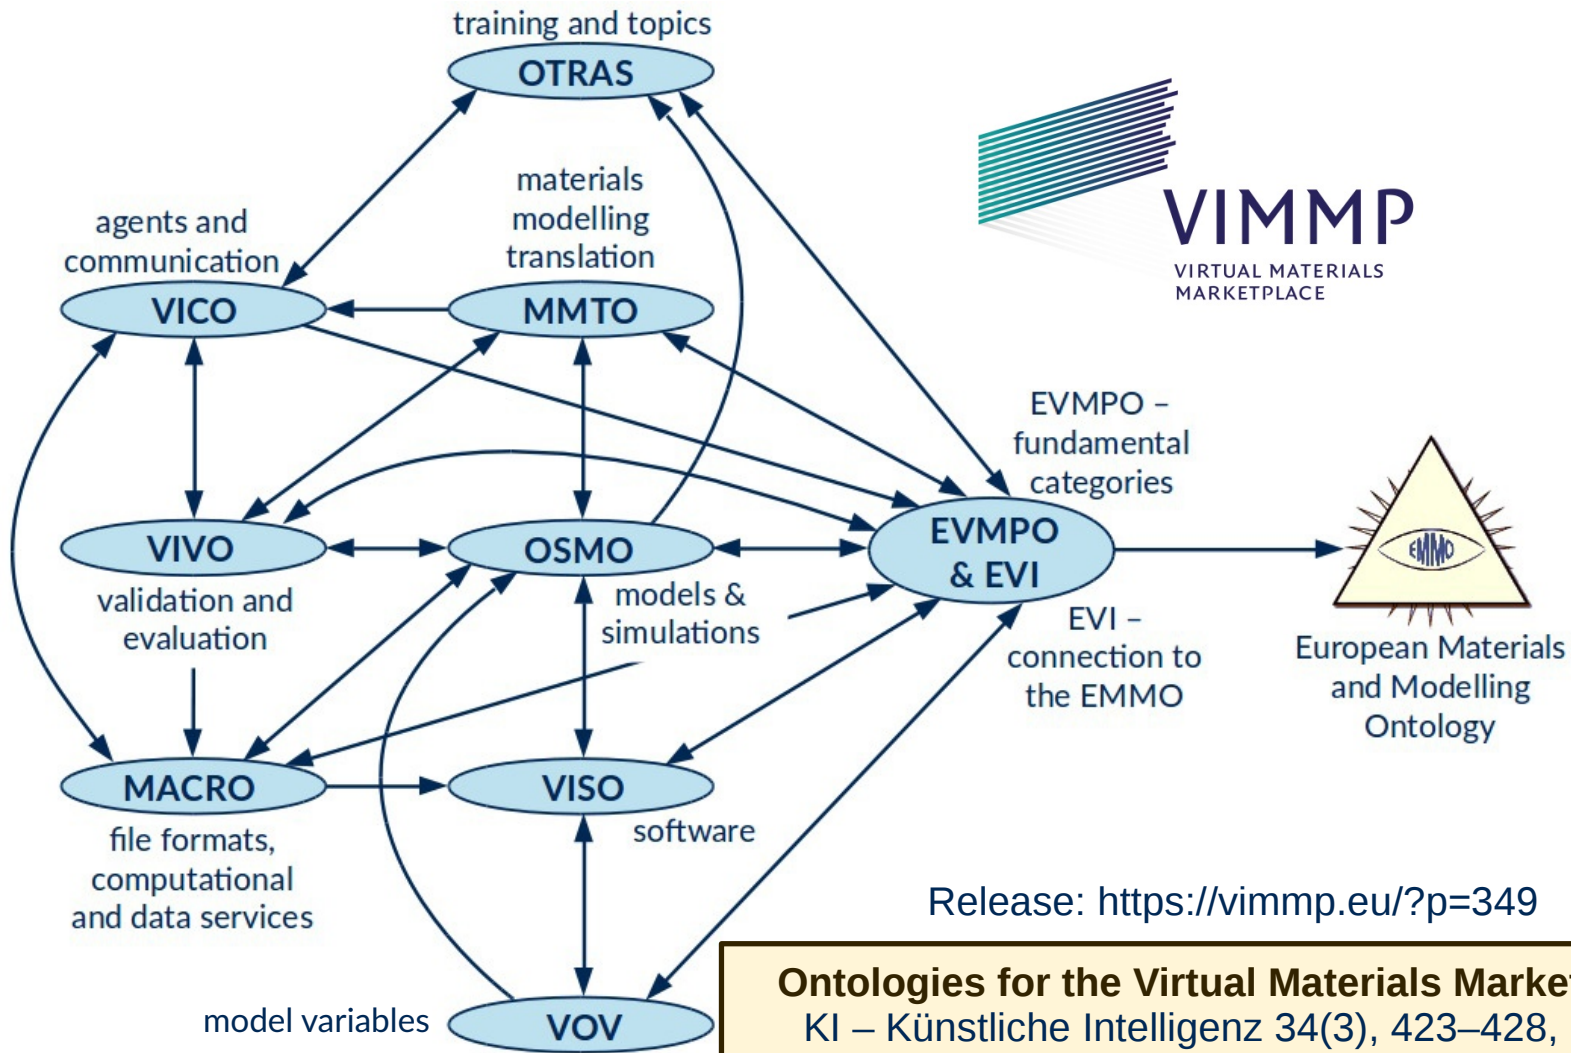 training and topics
OTRAS
materials
modelling
translation
agents and
communication
VICO
MMTO
VIMMP
VIRTUAL MATERIALS
MARKETPLACE
EVMPO –
fundamental
categories
EVMPO
& EVI
EVI –
connection to
the EMMO
EMMO
European Materials
and Modelling
Ontology
VIVO
validation and
evaluation
OSMO
models &
simulations
MACRO
file formats,
computational
and data services
VISO
software
model variables
VOV
Release: https://vimmp.eu/?p=349
Ontologies for the Virtual Materials Market
KI – Künstliche Intelligenz 34(3), 423–428,